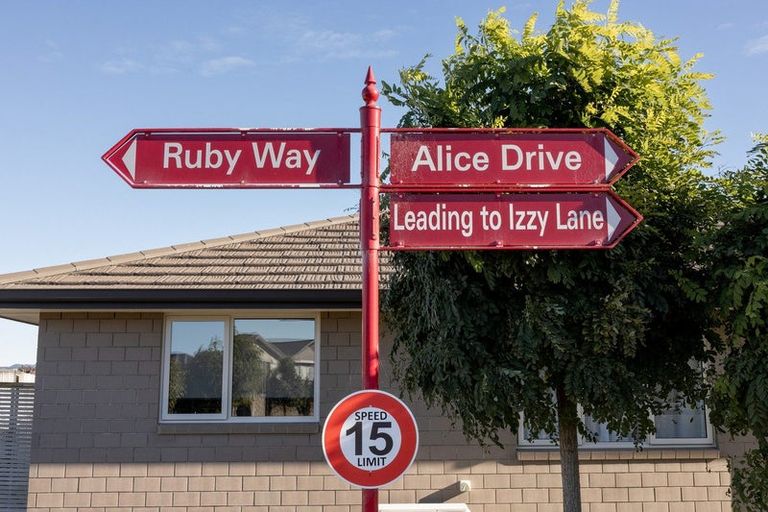 Ruby Way
Alice Drive
Leading to Izzy Lane
SPEED
15
LIMIT